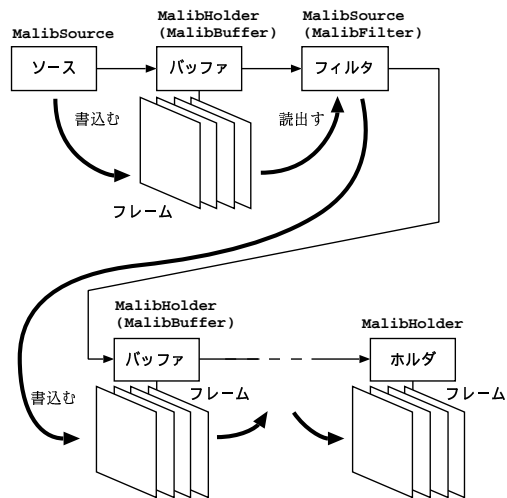 MalibSource
MalibHolder
(MalibBuffer)
MalibSource
(MalibFilter)
ソース
バッファ
フィルタ
書込む
読出す
フレーム
MalibHolder
(MalibBuffer)
MalibHolder
バッファ
ホルダ
書込む
フレーム
フレーム